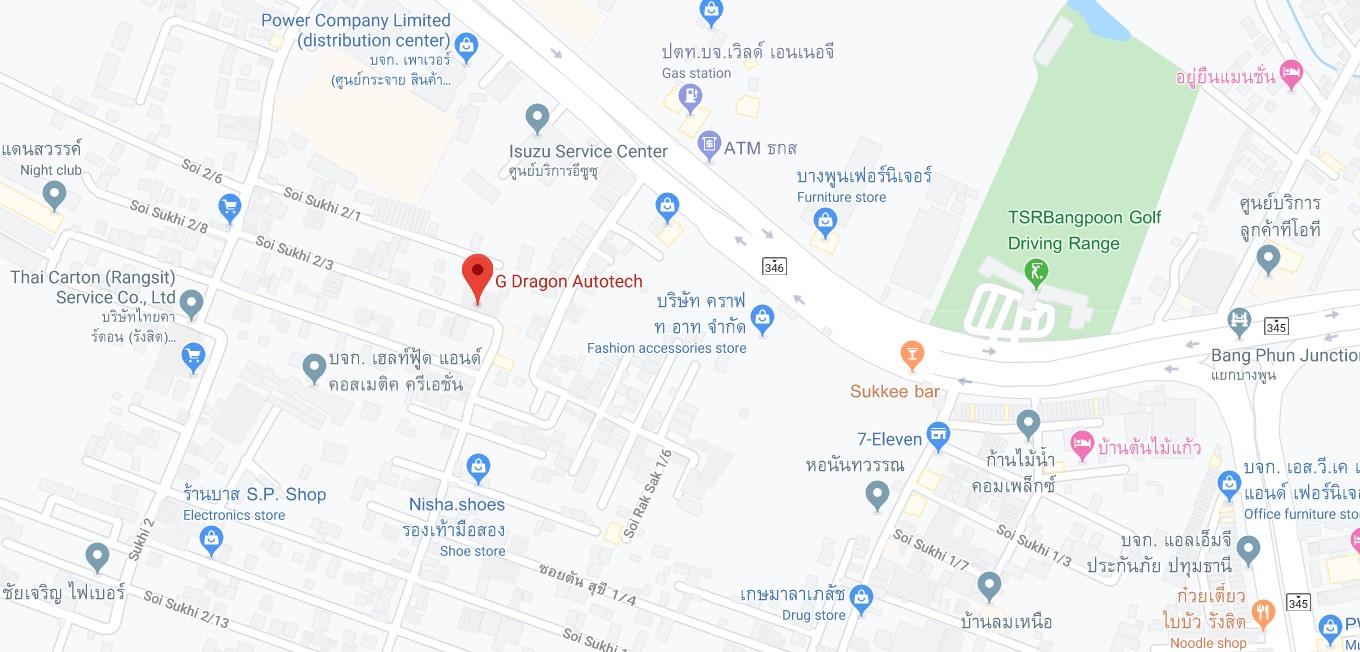 Power Company Limited
(distribution center)
บจก. เพาเวอร์
(ศูนย์กระจาย สินค้า...
ปตท.บจ.เวิลด์ เอนเนอจี
Gas station
อยู่ยืนแมนชั่น
แดนสวรรค์
Night club
Isuzu Service Center
ศูนย์บริการอีซูซุ
ATM ธกส
บางพูนเฟอร์นิเจอร์
Furniture store
Soi 2/6
Soi Sukhi 2/1
Soi Sukhi 2/8
Soi Sukhi 2/3
TSRBangpoon Golf
Driving Range
ศูนย์บริการ
ลูกค้าทีโอที
346
Thai Carton (Rangsit)
Service Co., Ltd
บริษัทไทยคา
ร์ตอน (รังสิต)...
G Dragon Autotech
บริษัท คราฟ
ท อาท จำกัด
Fashion accessories store
345
Bang Phun Junction
แยกบางพูน
บจก. เฮลท์ฟู้ด แอนด์
คอสเมติค ครีเอชั่น
Sukkee bar
7-Eleven
หอนันทวรรณ
ก้านไม้น้ำ
คอมเพล็กซ์
บ้านต้นไม้แก้ว
บจก. เอส.วี.เค
แอนด์ เฟอร์นิเจ
Office furniture stor
ร้านบาส S.P. Shop
Electronics store
Nisha.shoes
รองเท้ามือสอง
Shoe store
Soi Rak Sak 1/6
Sukhi 2
Soi Sukhi 1/7
Soi Sukhi 1/3
บจก. แอลเอ็มจี
ประกันภัย ปทุมธานี
ชัยเจริญ ไฟเบอร์
Soi Sukhi 2/13
ซอยตัน สุขี 1/4
Soi Sukhi 1
เกษมาลาเภสัช
Drug store
บ้านลมเหนือ
ก๋วยเตี๋ยว
ใบบัว รังสิต
Noodle shop
345
PW
Mu